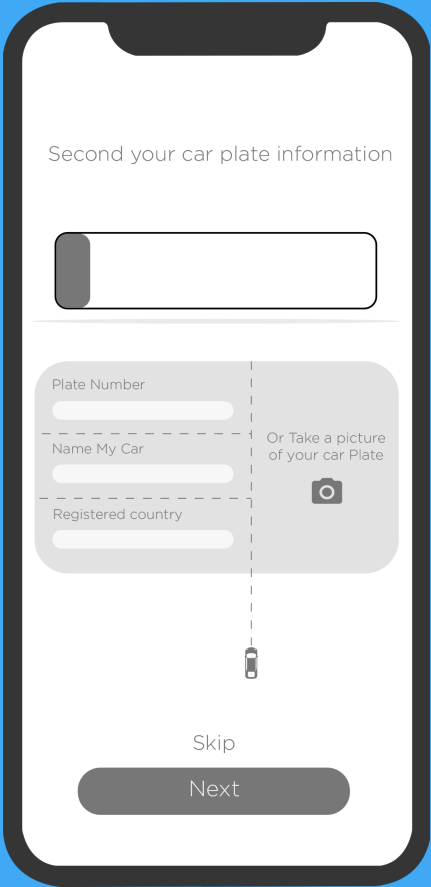 Second your car plate information
Plate Number
Name My Car
Registered country
Or Take a picture
of your car Plate
Skip
Next